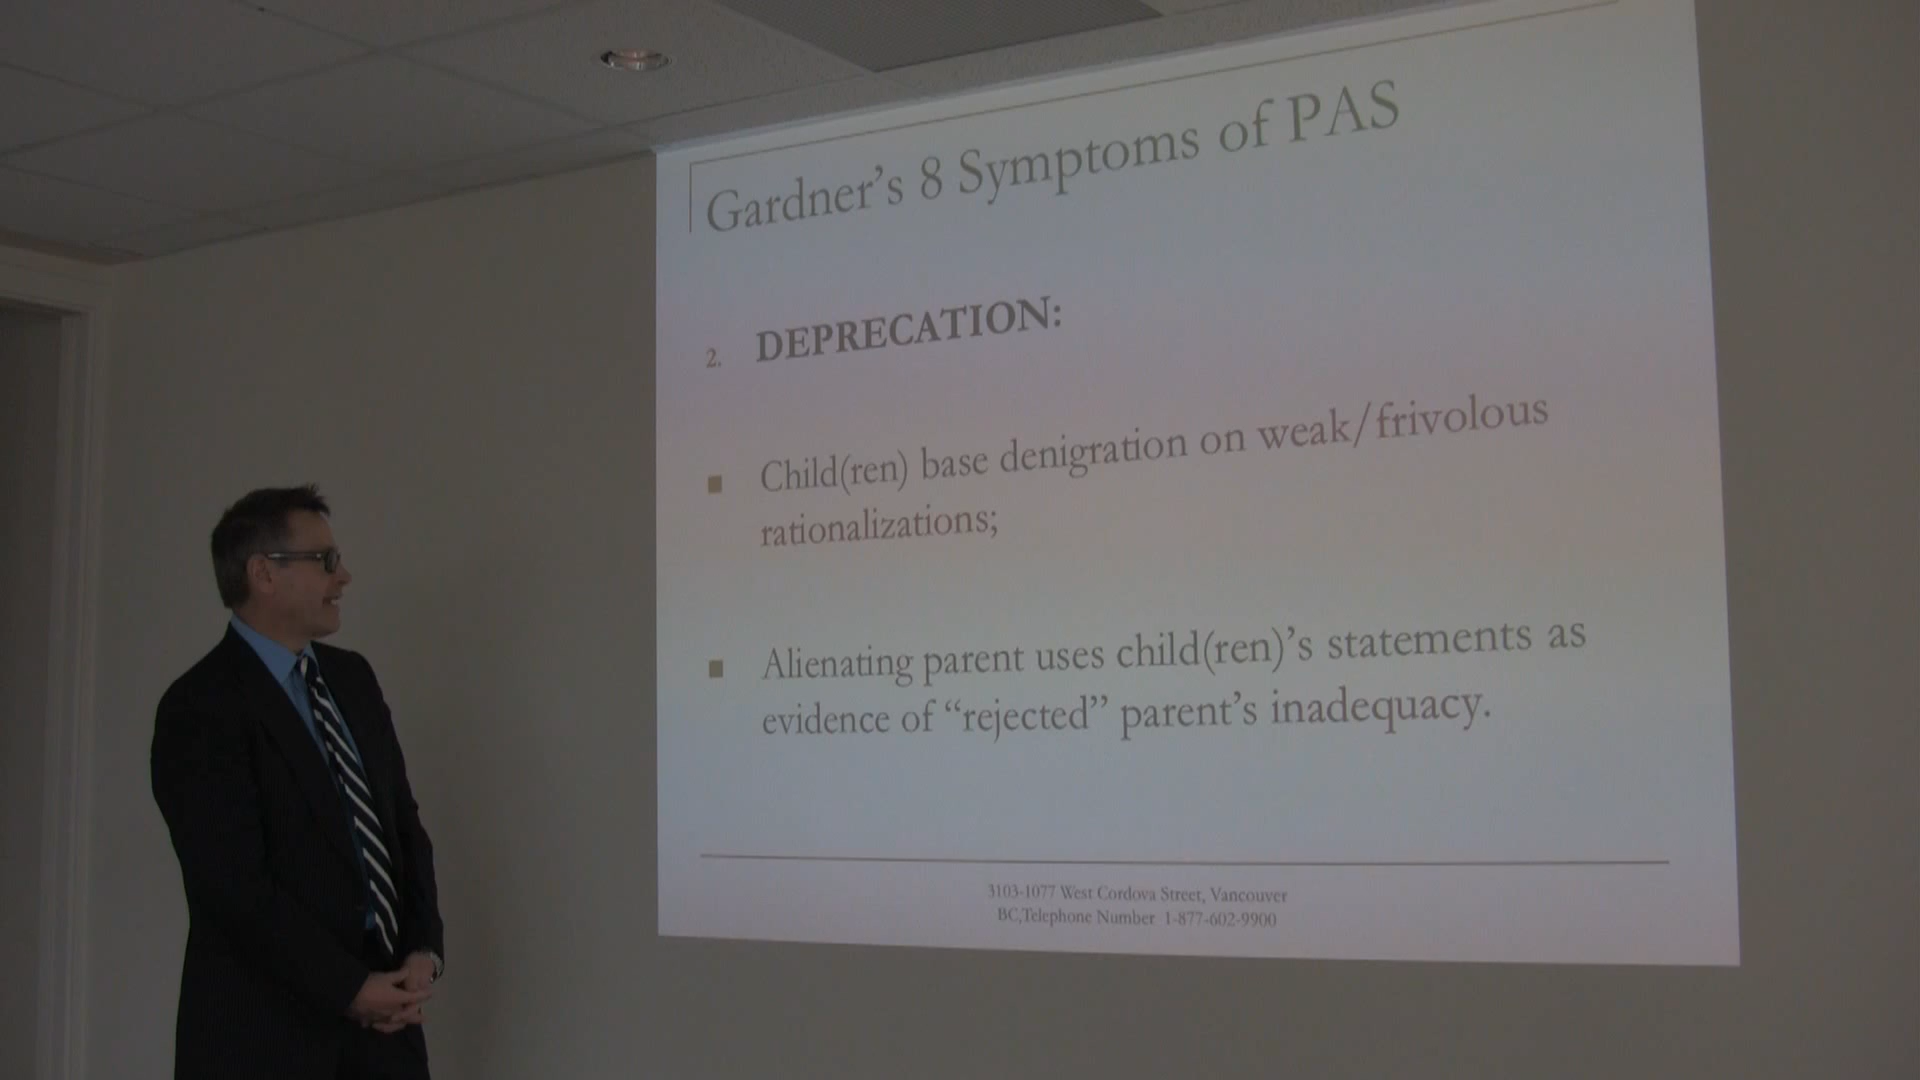 Gardner's 8 Symptoms of PAS
2. DEPRECATION:
■ Child(ren) base denigration on weak/frivolous
rationalizations;
■ Alienating parent uses child(ren)'s statements as
evidence of “rejected” parent's inadequacy.
3103-1077 West Cordova Street, Vancouver
BC,Telephone Number 1-877-602-9900